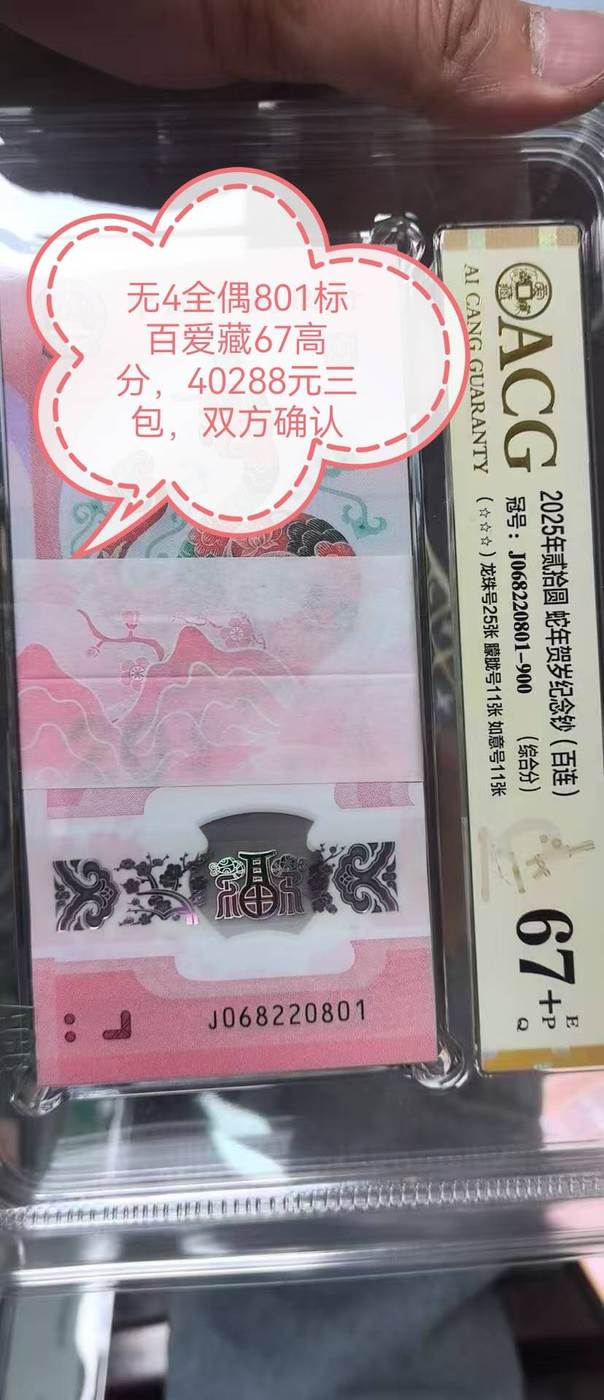 无4全偶801标
百爱藏67高
分，40288元三
包，双方确认
ACG
AI CANG GUARANTY
2025年贰拾圆 蛇年贺岁纪念钞（百连）
冠号：J068220801-900 （综合分）
（☆☆☆）龙珠号25张 朦胧号11张 如意号11张
67+
E
P
Q
福
J068220801